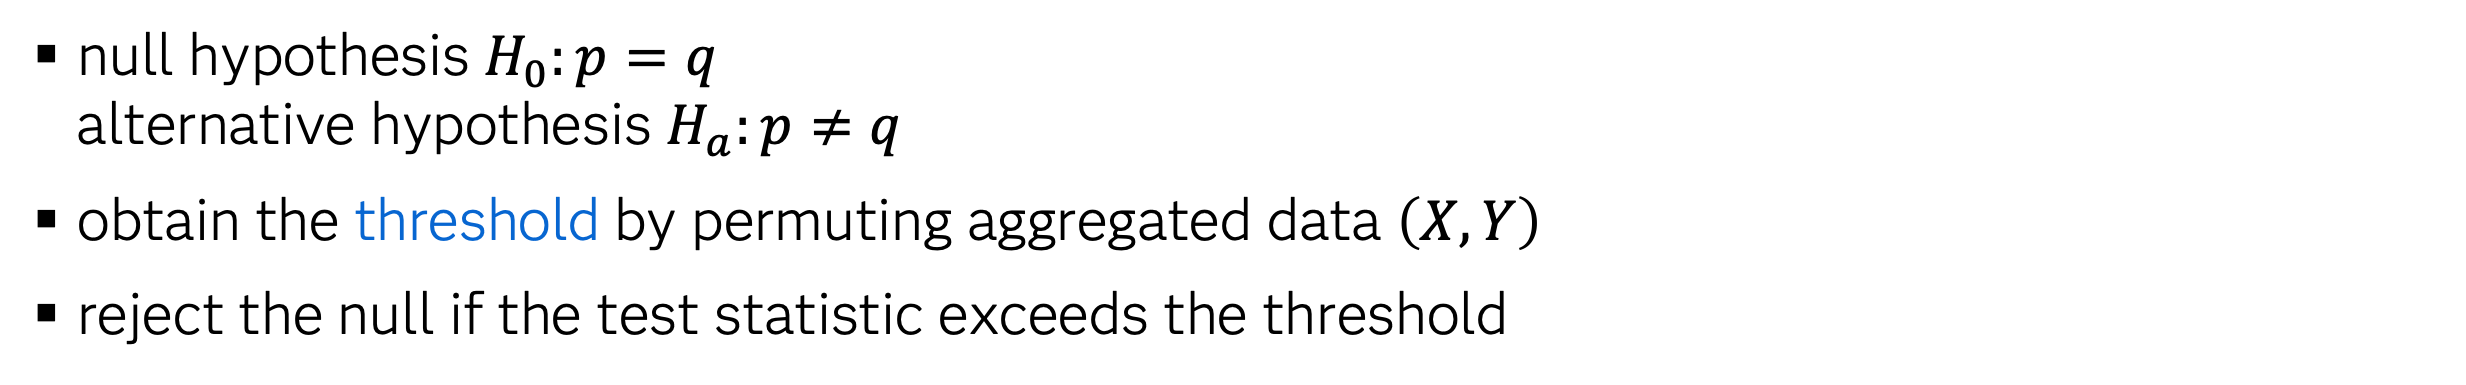 ▪ null hypothesis H₀: p = q
alternative hypothesis Hₐ: p ≠ q
▪ obtain the threshold by permuting aggregated data (X, Y)
▪ reject the null if the test statistic exceeds the threshold